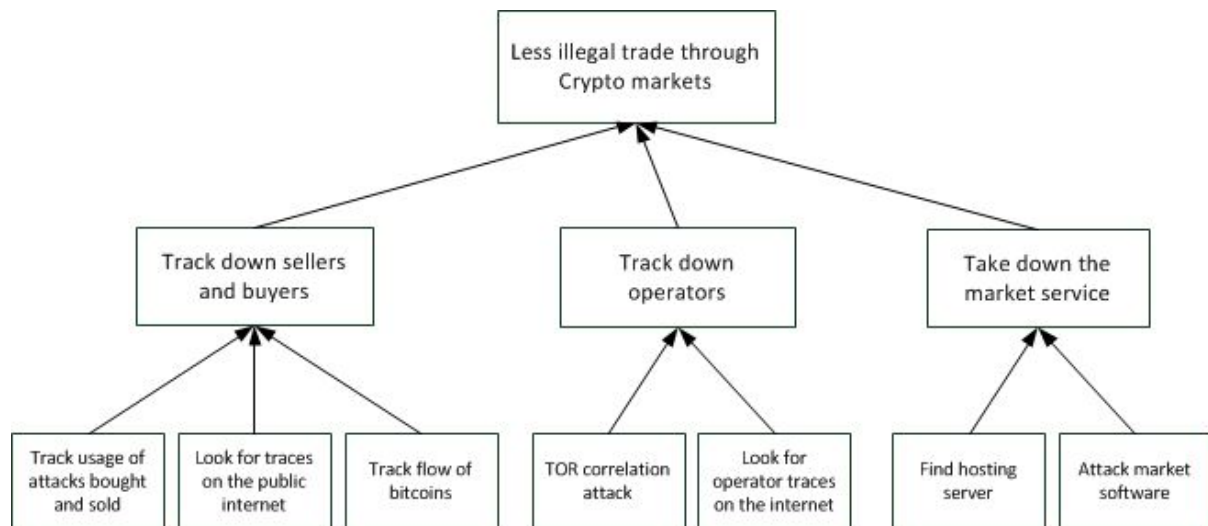 Less illegal trade through
Crypto markets
Track down sellers
and buyers
Track down
operators
Take down the
market service
Track usage of
attacks bought
and sold
Look for traces
on the public
internet
Track flow of
bitcoins
TOR correlation
attack
Look for
operator traces
on the internet
Find hosting
server
Attack market
software